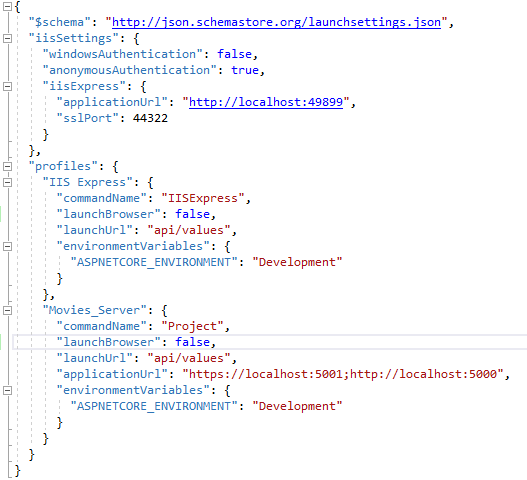 {
"$schema": "http://json.schemastore.org/launchsettings.json",
"iisSettings": {
"windowsAuthentication": false,
"anonymousAuthentication": true,
"iisExpress": {
"applicationUrl": "http://localhost:49899",
"sslPort": 44322
}
},
"profiles": {
"IIS Express": {
"commandName": "IISExpress",
"launchBrowser": false,
"launchUrl": "api/values",
"environmentVariables": {
"ASPNETCORE_ENVIRONMENT": "Development"
}
},
"Movies_Server": {
"commandName": "Project",
"launchBrowser": false,
"launchUrl": "api/values",
"applicationUrl": "https://localhost:5001;http://localhost:5000",
"environmentVariables": {
"ASPNETCORE_ENVIRONMENT": "Development"
}
}
}
}